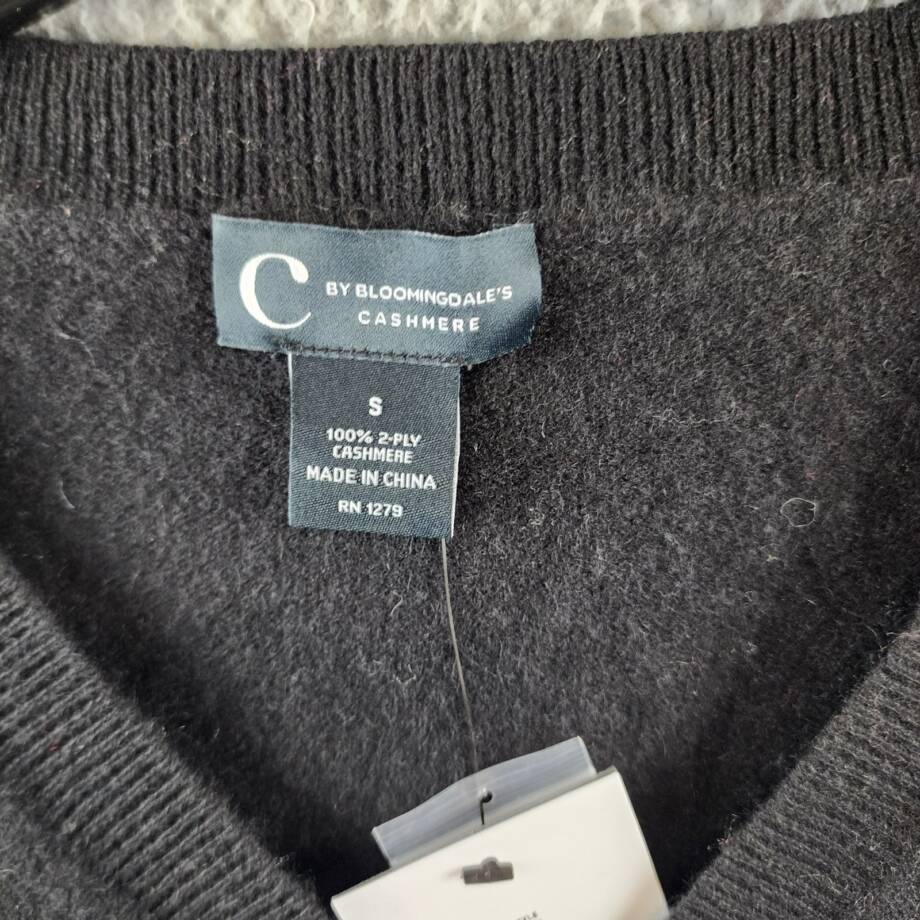 C
BY BLOOMINGDALE'S
CASHMERE
S
100% 2-PLY
CASHMERE
MADE IN CHINA
RN 1279